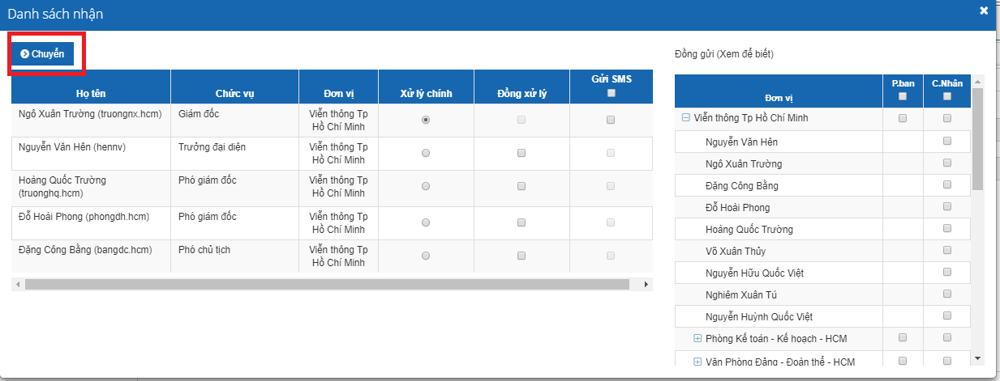 Danh sách nhận
Chuyển
Đồng gửi (Xem để biết)
Họ tên Chức vụ Đơn vị Xử lý chính Đồng xử lý Gửi SMS
Ngô Xuân Trường (truongnx.hcm) Giám đốc Viễn thông Tp
Hồ Chí Minh
Nguyễn Văn Hên (hennv) Trưởng đại diện Viễn thông Tp
Hồ Chí Minh
Hoàng Quốc Trường Phó giám đốc Viễn thông Tp
(truonghq.hcm) Hồ Chí Minh
Đỗ Hoài Phong (phongdh.hcm) Phó giám đốc Viễn thông Tp
Hồ Chí Minh
Đặng Công Bằng (bangdc.hcm) Phó chủ tịch Viễn thông Tp
Hồ Chí Minh
Đơn vị P.ban C.Nhân
Viễn thông Tp Hồ Chí Minh
Nguyễn Văn Hên
Ngô Xuân Trường
Đặng Công Bằng
Đỗ Hoài Phong
Hoàng Quốc Trường
Võ Xuân Thủy
Nguyễn Hữu Quốc Việt
Nghiêm Xuân Tú
Nguyễn Huỳnh Quốc Việt
Phòng Kế toán - Kế hoạch - HCM
Văn Phòng Đảng - Đoàn thể - HCM